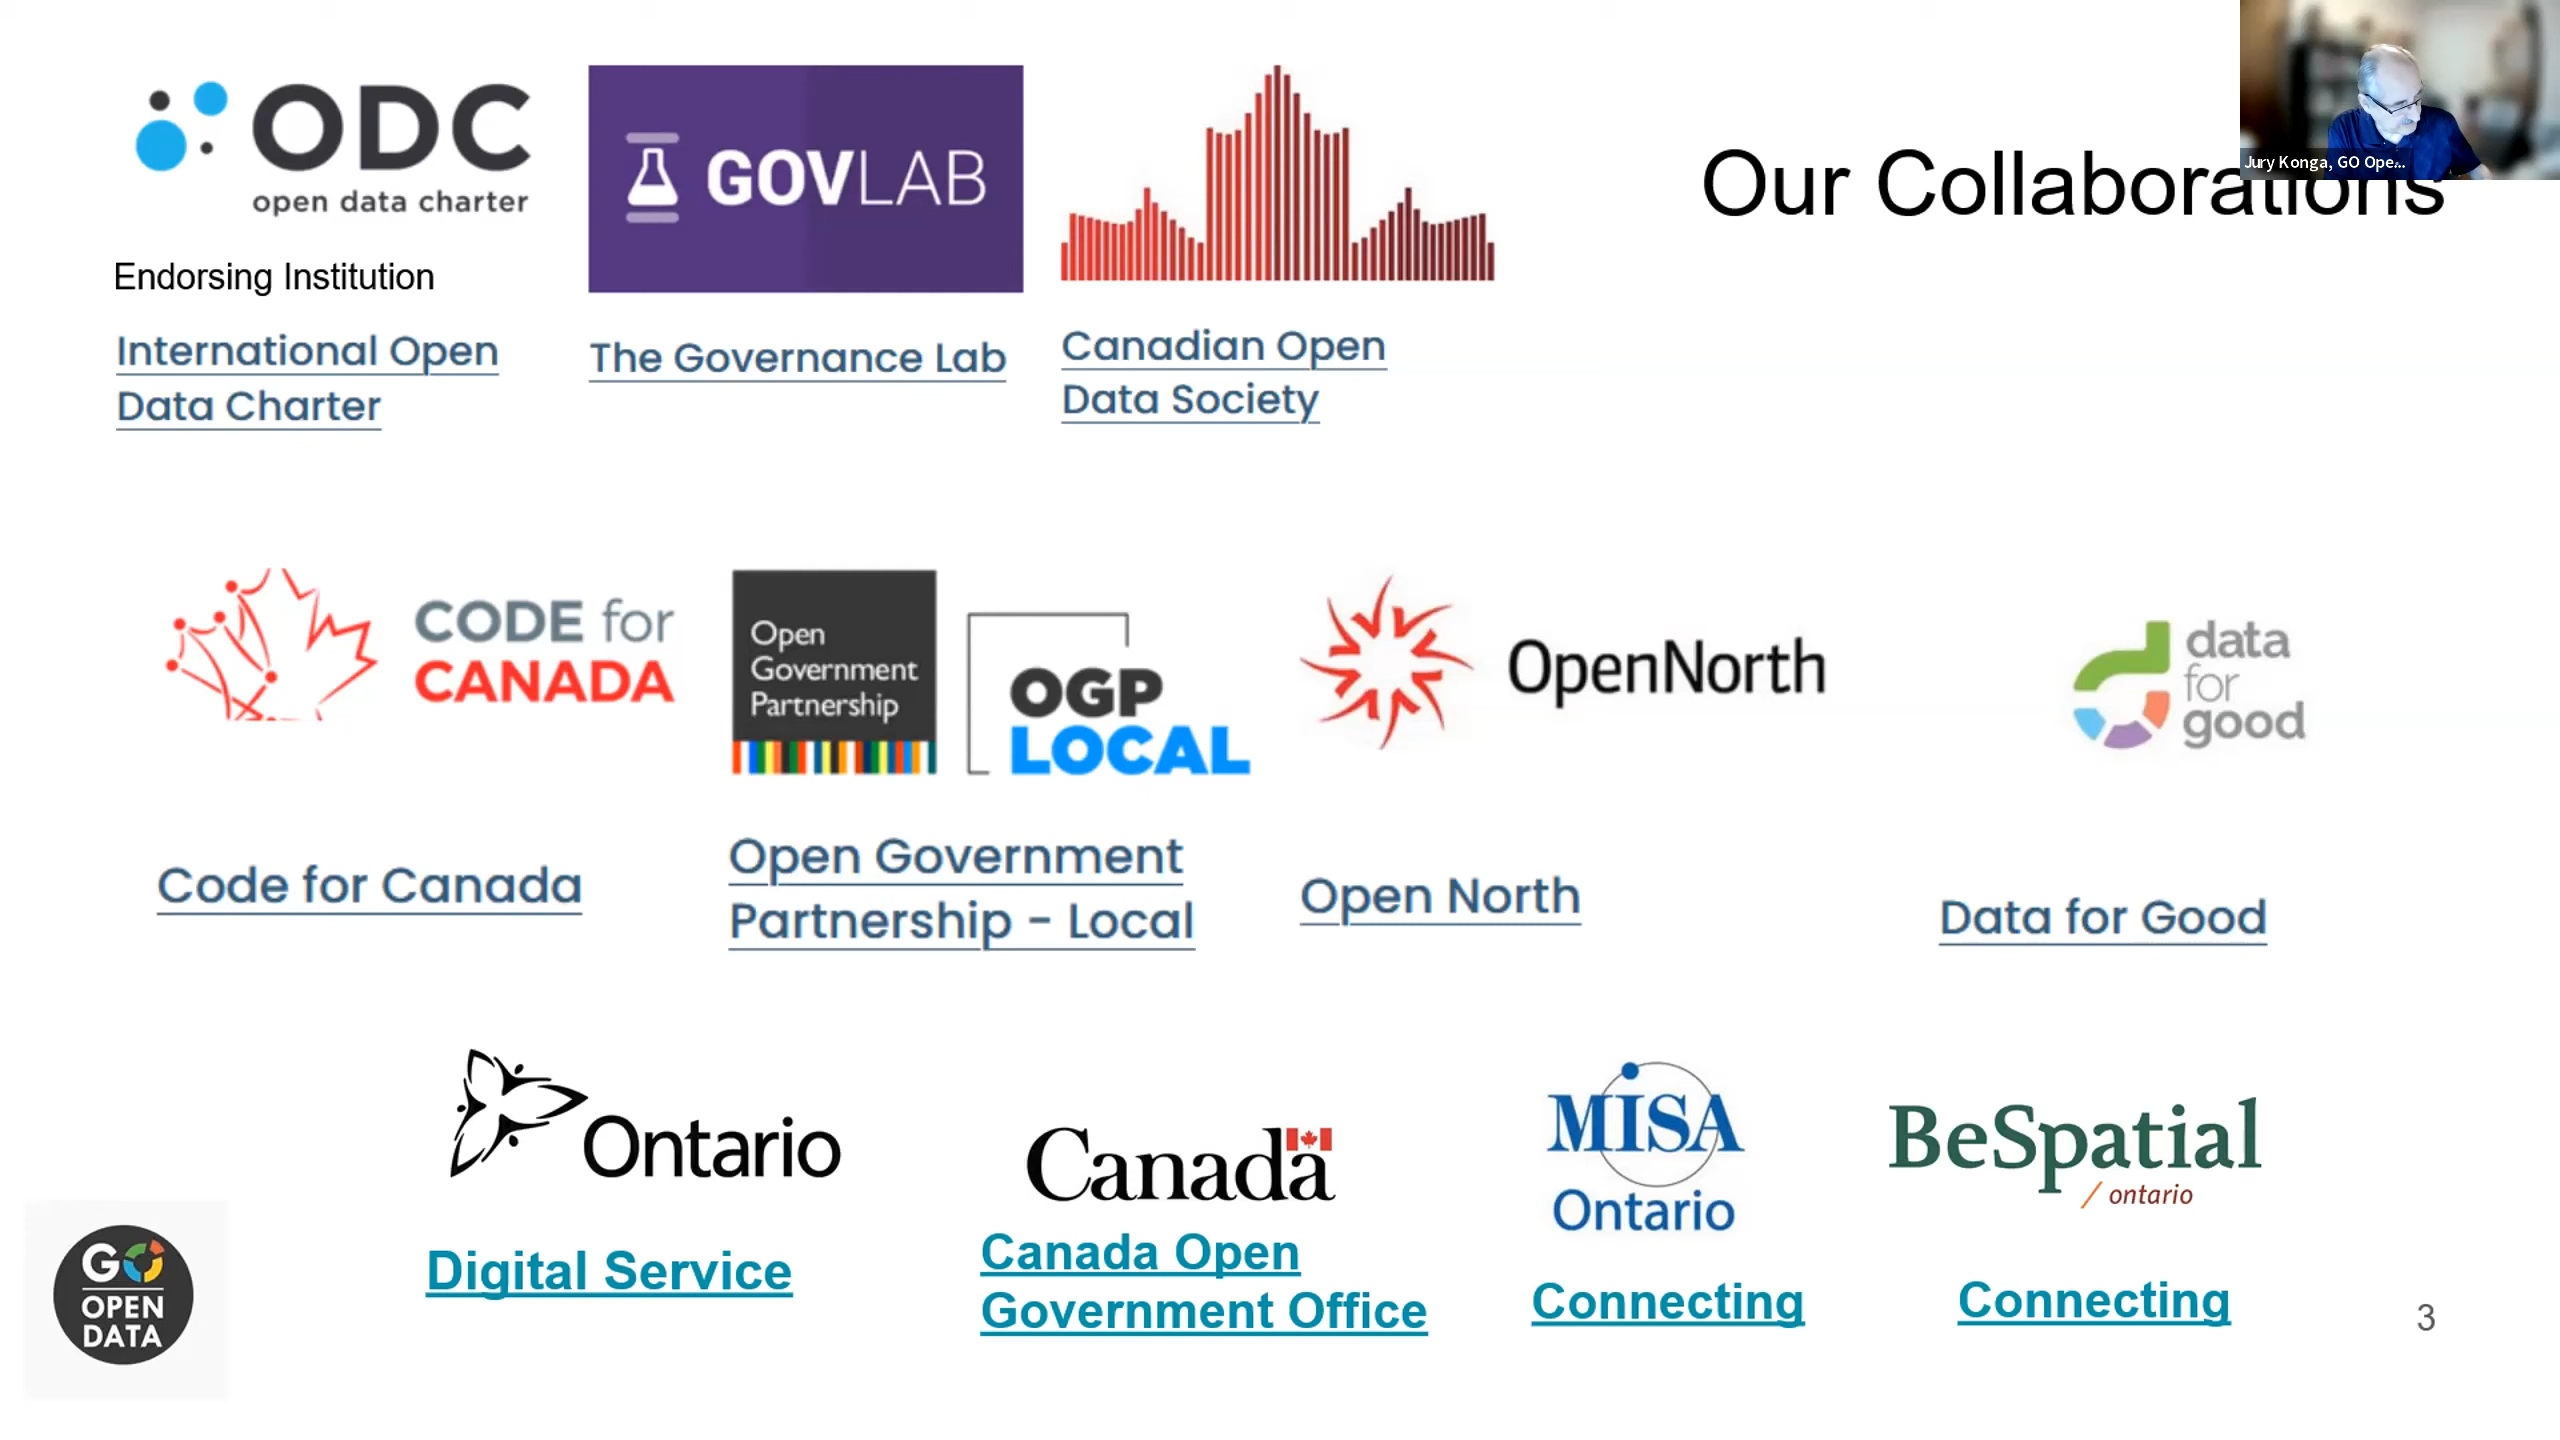 ODC
open data charter
Endorsing Institution
International Open
Data Charter
GOVLAB
The Governance Lab
Canadian Open
Data Society
Our Collaborations
Jury Konga, GO Ope...
CODE for
CANADA
Code for Canada
Open
Government
Partnership
OGP
LOCAL
Open Government
Partnership - Local
OpenNorth
Open North
data
for
good
Data for Good
Ontario
Digital Service
Canada
Canada Open
Government Office
MISA
Ontario
Connecting
BeSpatial
/ ontario
Connecting
GO
OPEN
DATA
3